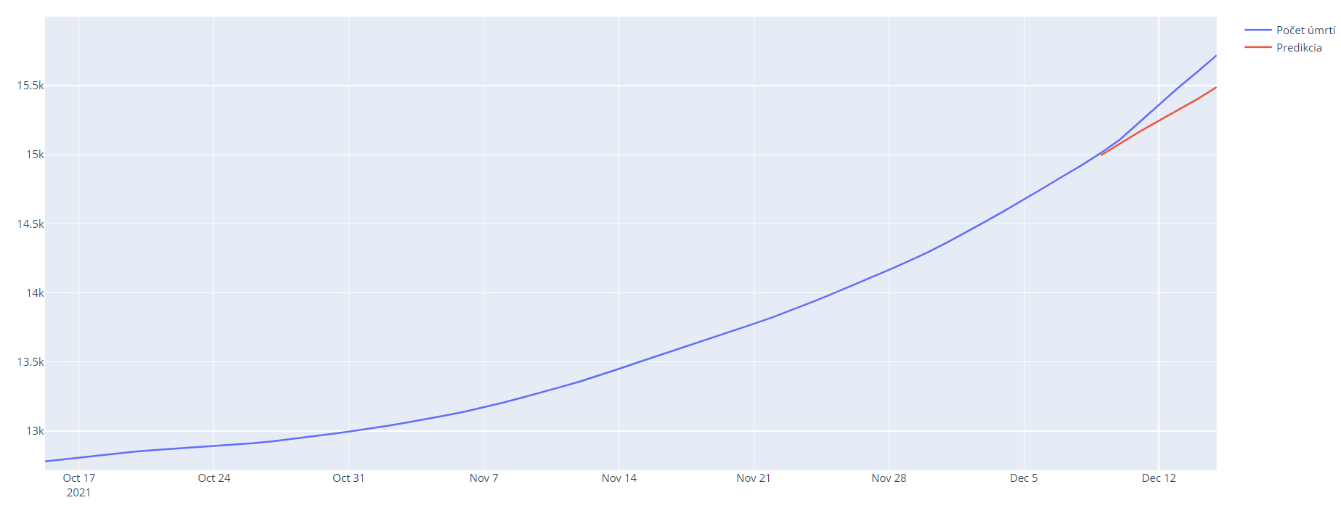 Počet úmrtí
Predikcia
15.5k
15k
14.5k
14k
13.5k
13k
Oct 17
2021
Oct 24
Oct 31
Nov 7
Nov 14
Nov 21
Nov 28
Dec 5
Dec 12